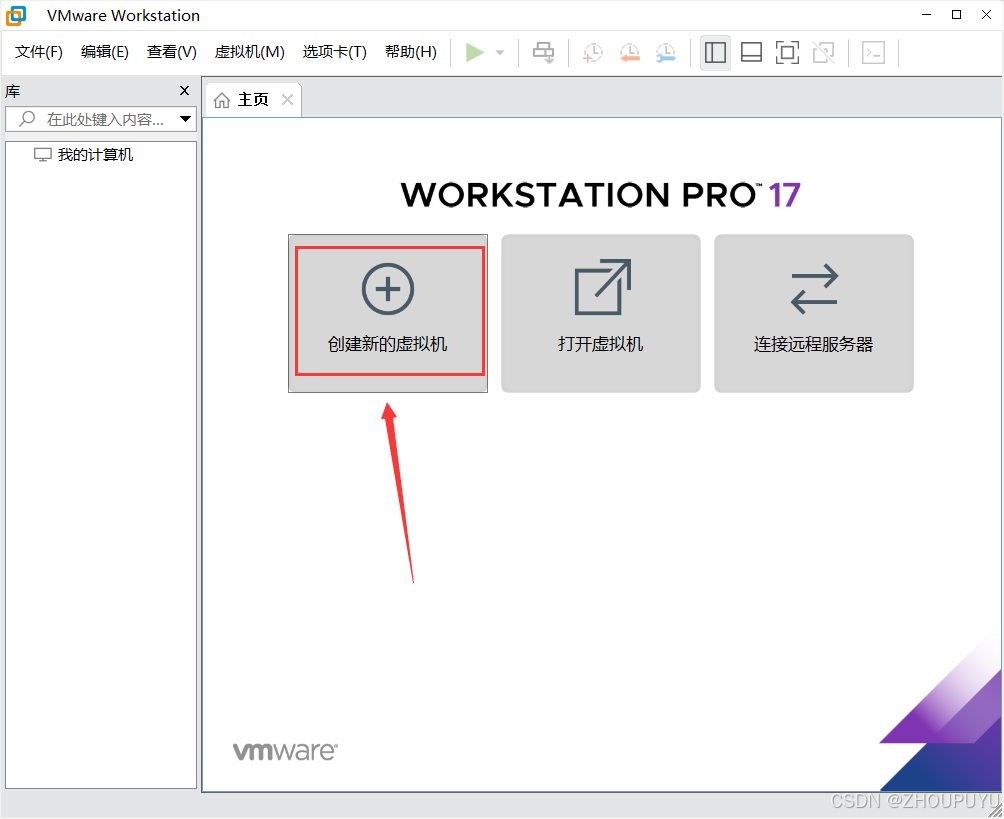 VMware Workstation
文件(F) 编辑(E) 查看(V) 虚拟机(M) 选项卡(T) 帮助(H)
库
在此处键入内容...
我的计算机
主页
WORKSTATION PRO™ 17
创建新的虚拟机 打开虚拟机 连接远程服务器
vmware®
CSDN @ZHOUPUYU